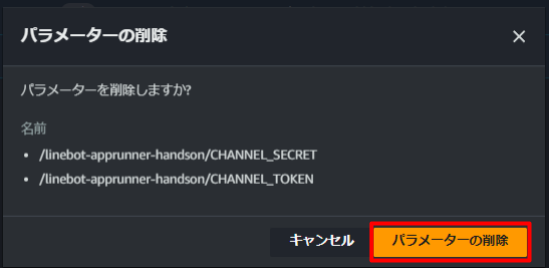 パラメーターの削除
パラメーターを削除しますか?
名前
• /linebot-apprunner-handson/CHANNEL_SECRET
• /linebot-apprunner-handson/CHANNEL_TOKEN
キャンセル パラメーターの削除